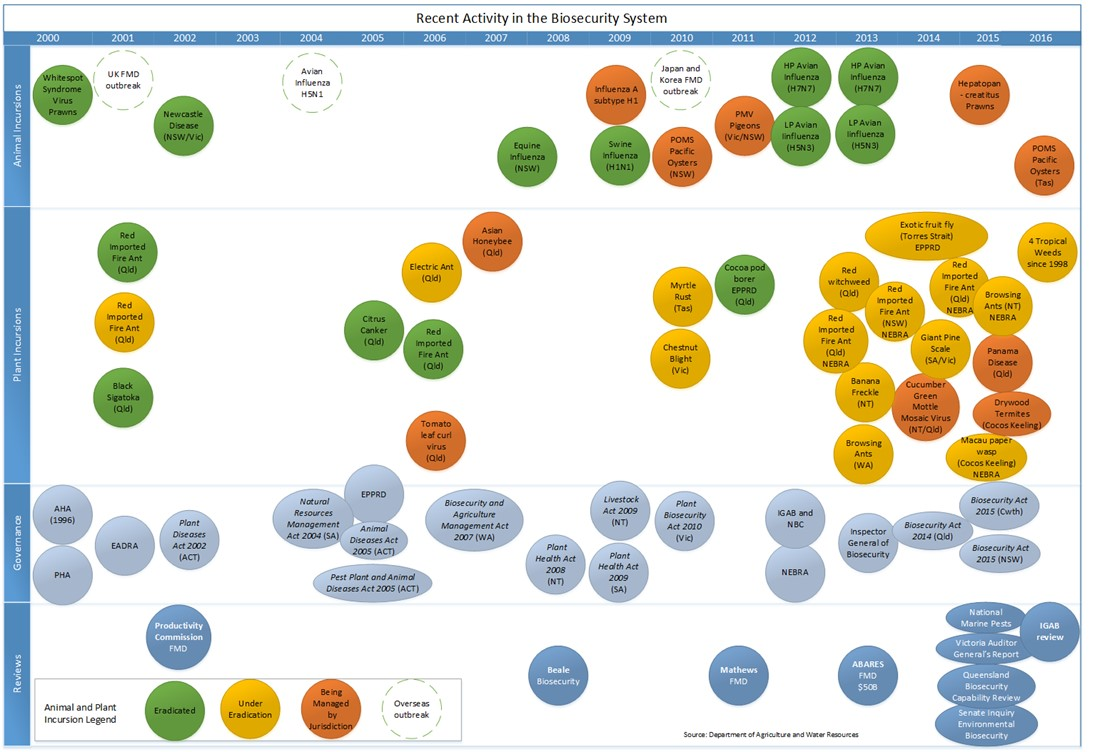 Recent Activity in the Biosecurity System
2000 2001 2002 2003 2004 2005 2006 2007 2008 2009 2010 2011 2012 2013 2014 2015 2016
Animal Incursions
Whitespot
Syndrome
Virus
Prawns
UK FMD
outbreak
Newcastle
Disease
(NSW/Vic)
Avian
Influenza
H5N1
Equine
Influenza
(NSW)
Influenza A
subtype H1
Swine
Influenza
(H1N1)
Japan and
Korea FMD
outbreak
POMS
Pacific
Oysters
(NSW)
PMV
Pigeons
(Vic/NSW)
HP Avian
Influenza
(H7N7)
LP Avian
Iinfluenza
(H5N3)
HP Avian
Influenza
(H7N7)
LP Avian
Iinfluenza
(H5N3)
Hepatopan
- creatitus
Prawns
POMS
Pacific
Oysters
(Tas)
Plant Incursions
Red
Imported
Fire Ant
(Qld)
Red
Imported
Fire Ant
(Qld)
Black
Sigatoka
(Qld)
Citrus
Canker
(Qld)
Electric Ant
(Qld)
Red
Imported
Fire Ant
(Qld)
Tomato
leaf curl
virus
(Qld)
Asian
Honeybee
(Qld)
Myrtle
Rust
(Tas)
Chestnut
Blight
(Vic)
Cocoa pod
borer
EPPRD
(Qld)
Exotic fruit fly
(Torres Strait)
EPPRD
Red
witchweed
(Qld)
Red
Imported
Fire Ant
(Qld)
NEBRA
Banana
Freckle
(NT)
Browsing
Ants
(WA)
Red
Imported
Fire Ant
(NSW)
NEBRA
Giant Pine
Scale
(SA/Vic)
Cucumber
Green
Mottle
Mosaic Virus
(NT/Qld)
Red
Imported
Fire Ant
(Qld)
NEBRA
Browsing
Ants (NT)
NEBRA
Panama
Disease
(Qld)
Drywood
Termites
(Cocos Keeling)
Macau paper
wasp
(Cocos Keeling)
NEBRA
4 Tropical
Weeds
since 1998
Governance
AHA
(1996)
PHA
EADRA
Plant
Diseases
Act 2002
(ACT)
Natural
Resources
Management
Act 2004 (SA)
EPPRD
Animal
Diseases Act
2005 (ACT)
Pest Plant and Animal
Diseases Act 2005 (ACT)
Biosecurity and
Agriculture
Management Act
2007 (WA)
Plant
Health Act
2008
(NT)
Livestock
Act 2009
(NT)
Plant
Health Act
2009
(SA)
Plant
Biosecurity
Act 2010
(Vic)
IGAB and
NBC
NEBRA
Inspector
General of
Biosecurity
Biosecurity Act
2014 (Qld)
Biosecurity Act
2015 (Cwth)
Biosecurity Act
2015 (NSW)
Reviews
Productivity
Commission
FMD
Beale
Biosecurity
Mathews
FMD
ABARES
FMD
$50B
National
Marine Pests
Victoria Auditor
General's Report
Queensland
Biosecurity
Capability Review
Senate Inquiry
Environmental
Biosecurity
IGAB
review
Animal and Plant
Incursion Legend
Eradicated
Under
Eradication
Being
Managed
by
Jurisdiction
Overseas
outbreak
Source: Department of Agriculture and Water Resources